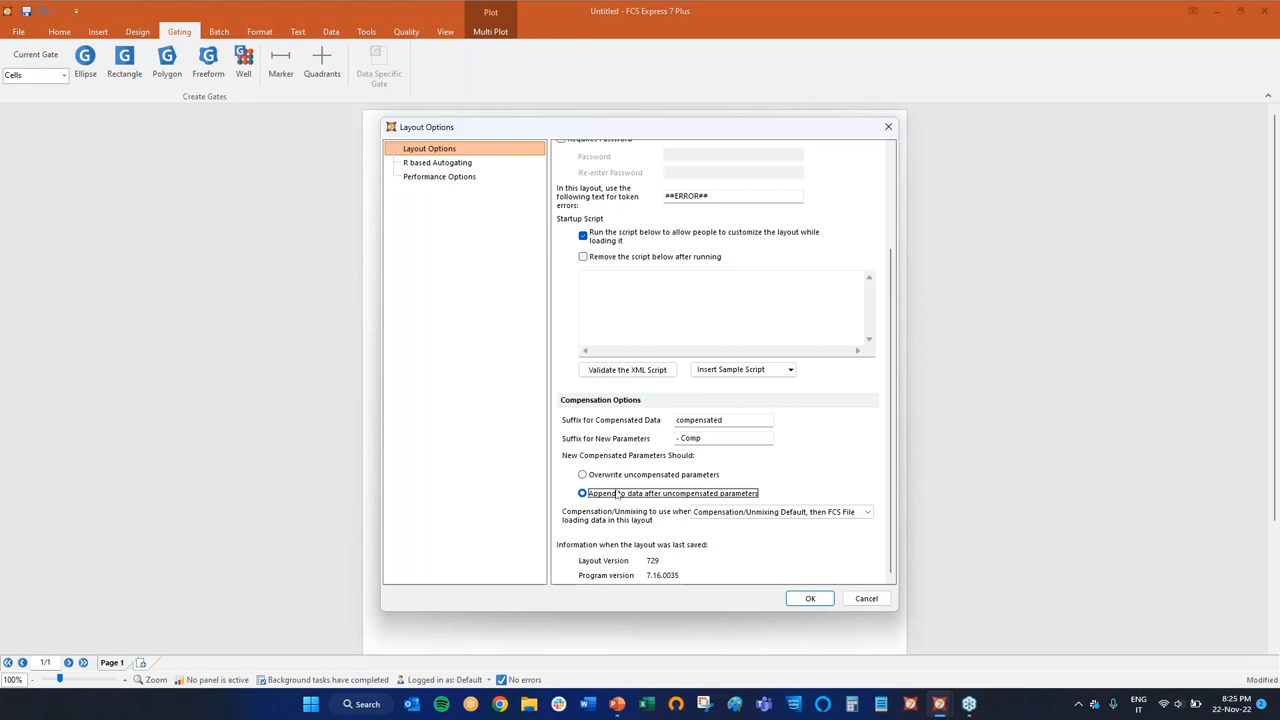 Plot
Untitled - FCS Express 7 Plus
File
Home
Insert
Design
Gating
Batch
Format
Text
Data
Tools
Quality
View
Multi Plot
Current Gate
Cells
Ellipse
Rectangle
Polygon
Freeform
Well
Marker
Quadrants
Data Specific
Gate
Create Gates
Layout Options
Layout Options
R based Autogating
Performance Options
Requires Password
Password
Re-enter Password
In this layout, use the
following text for token
errors:
##ERROR##
Startup Script
Run the script below to allow people to customize the layout while
loading it
Remove the script below after running
Validate the XML Script
Insert Sample Script
Compensation Options
Suffix for Compensated Data
compensated
Suffix for New Parameters
- Comp
New Compensated Parameters Should:
Overwrite uncompensated parameters
Append to data after uncompensated parameters
Compensation/Unmixing to use when
loading data in this layout
Compensation/Unmixing Default, then FCS File
Information when the layout was last saved:
Layout Version 729
Program version 7.16.0035
OK
Cancel
1/1
Page 1
100%
Zoom
No panel is active
Background tasks have completed
Logged in as: Default
No errors
Modified
Search
ENG
IT
8:25 PM
22-Nov-22